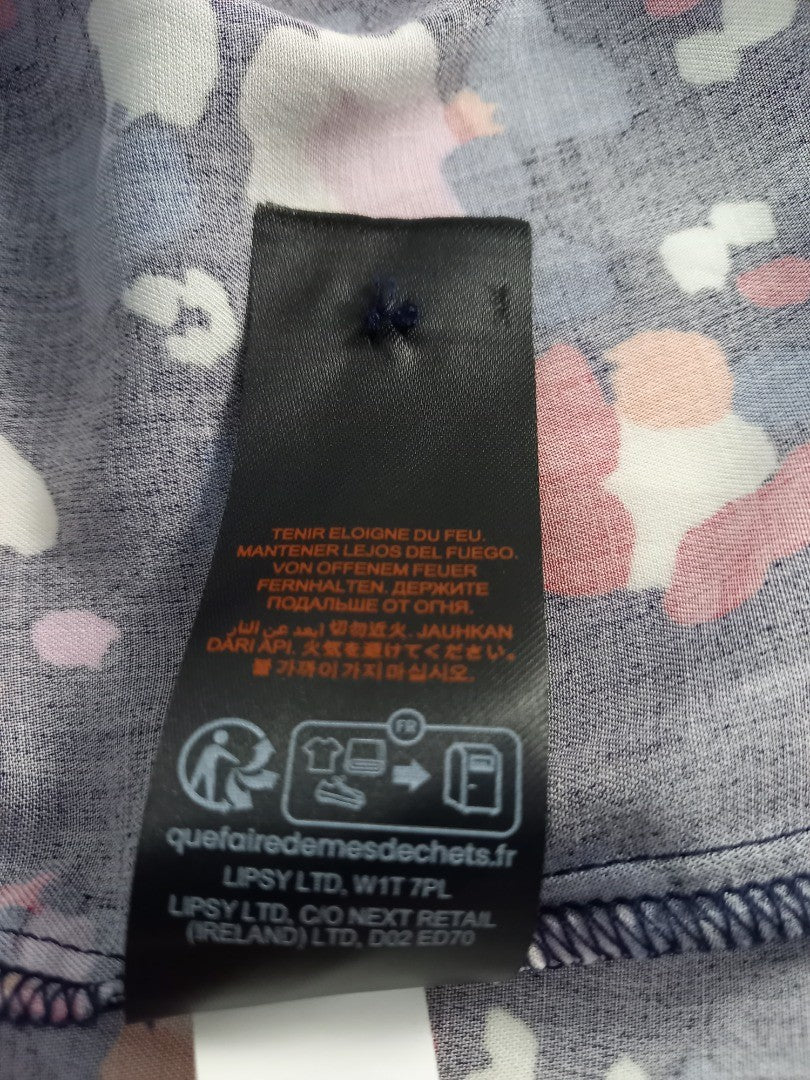 TENIR ELOIGNE DU FEU.
MANTENER LEJOS DEL FUEGO.
VON OFFENEM FEUER
FERNHALTEN. ДЕРЖИТЕ
ПОДАЛЬШЕ ОТ ОГНЯ.
ابعد عن النار. 切勿近火. JAUHKAN
DARI API. 火気を避けてください。
불 가까이 가지 마십시오.
FR
quefairedemesdechets.fr
LIPSY LTD, W1T 7PL
LIPSY LTD, C/O NEXT RETAIL
(IRELAND) LTD, D02 ED70